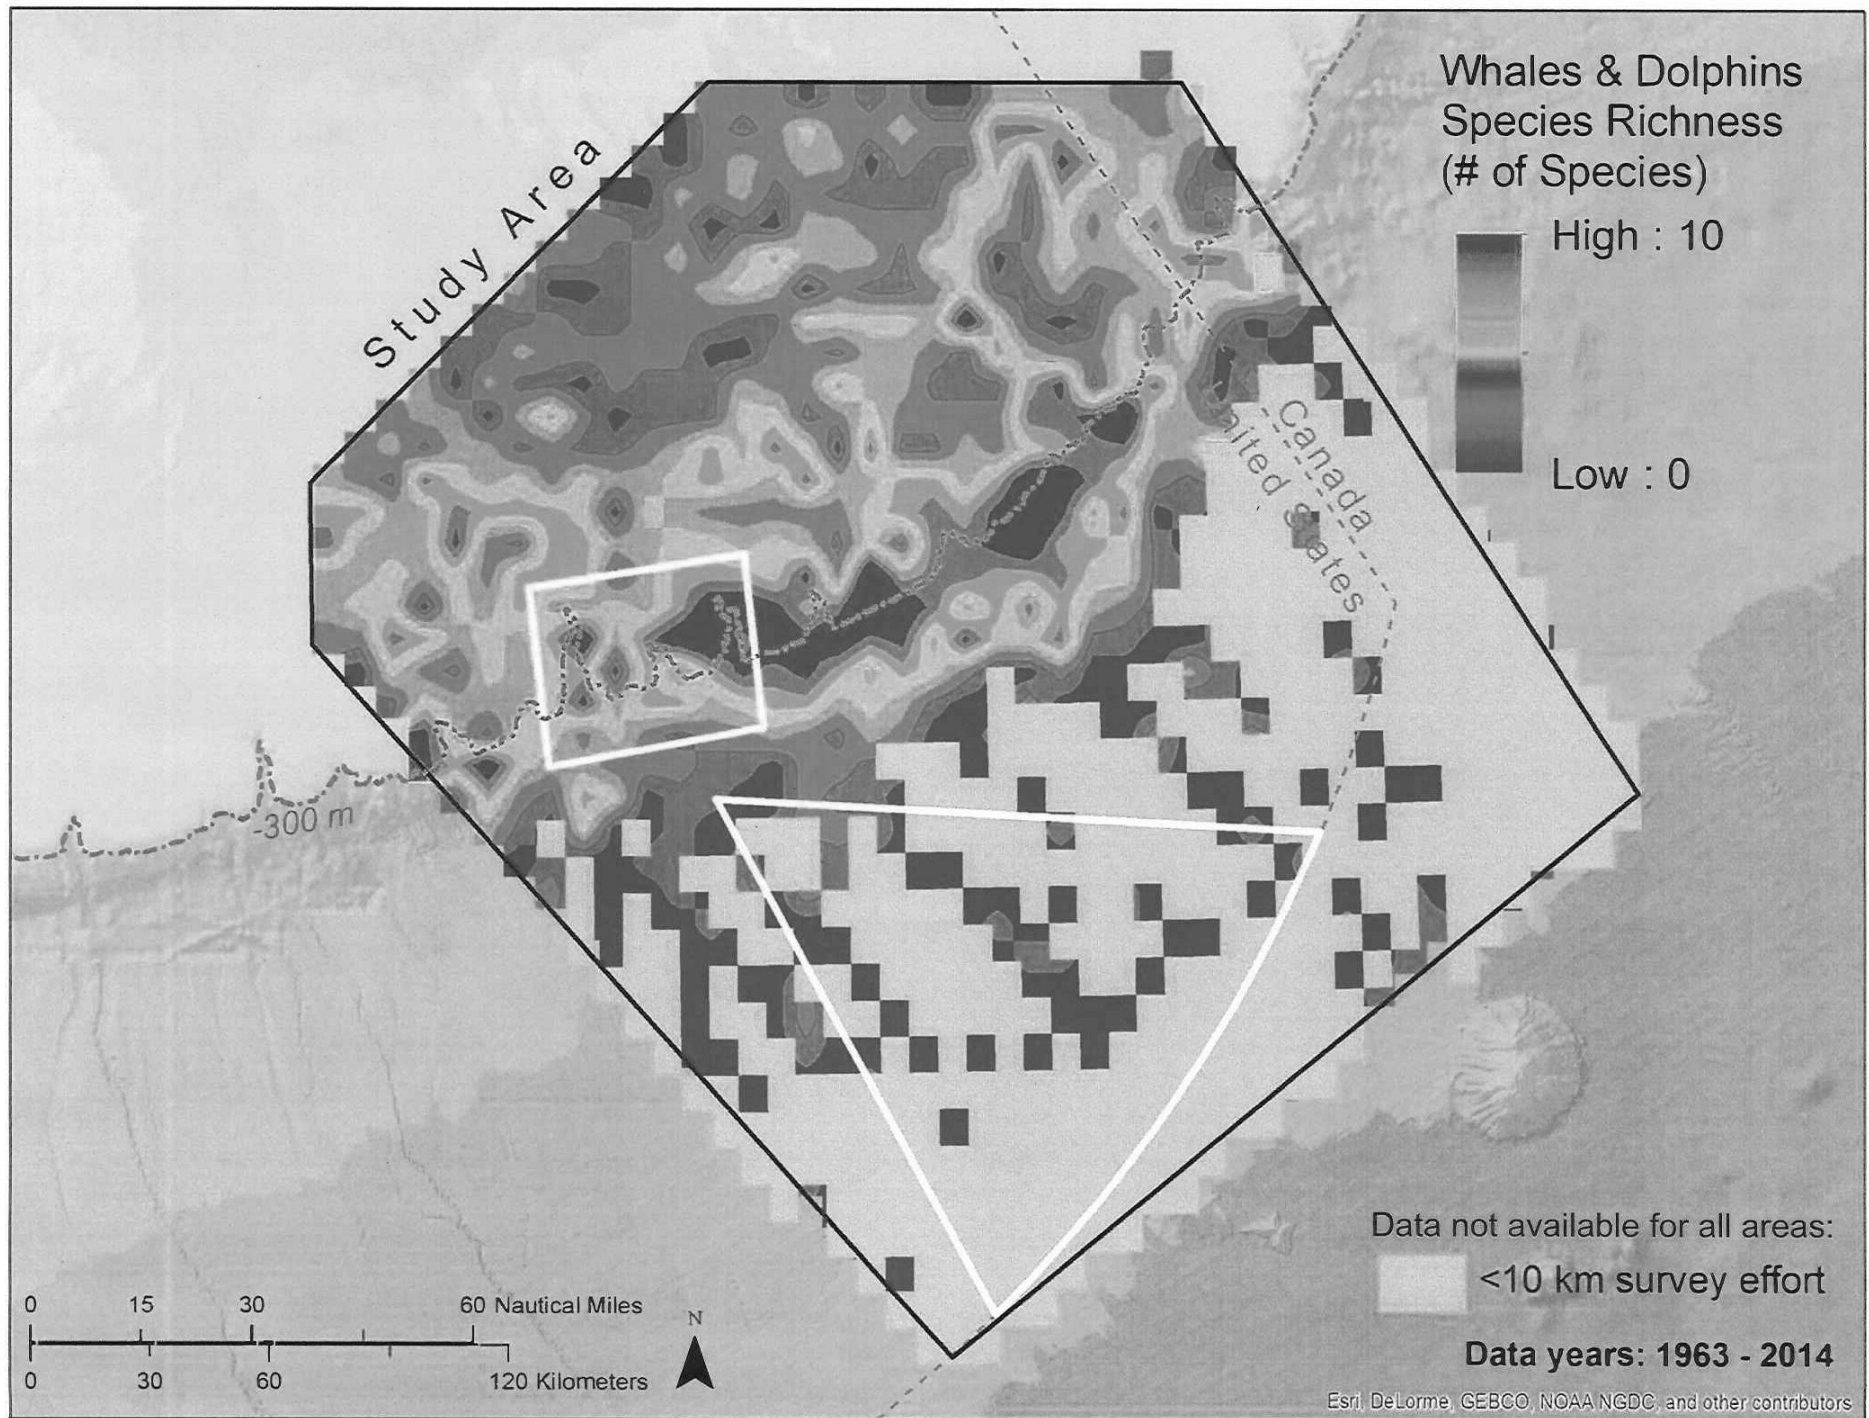 Whales & Dolphins
Species Richness
(# of Species)
High : 10
Low : 0
Study Area
Canada
United States
-300 m
Data not available for all areas:
<10 km survey effort
Data years: 1963 - 2014
0 15 30 60 Nautical Miles
0 30 60 120 Kilometers
N
Esri, DeLorme, GEBCO, NOAA NGDC, and other contributors